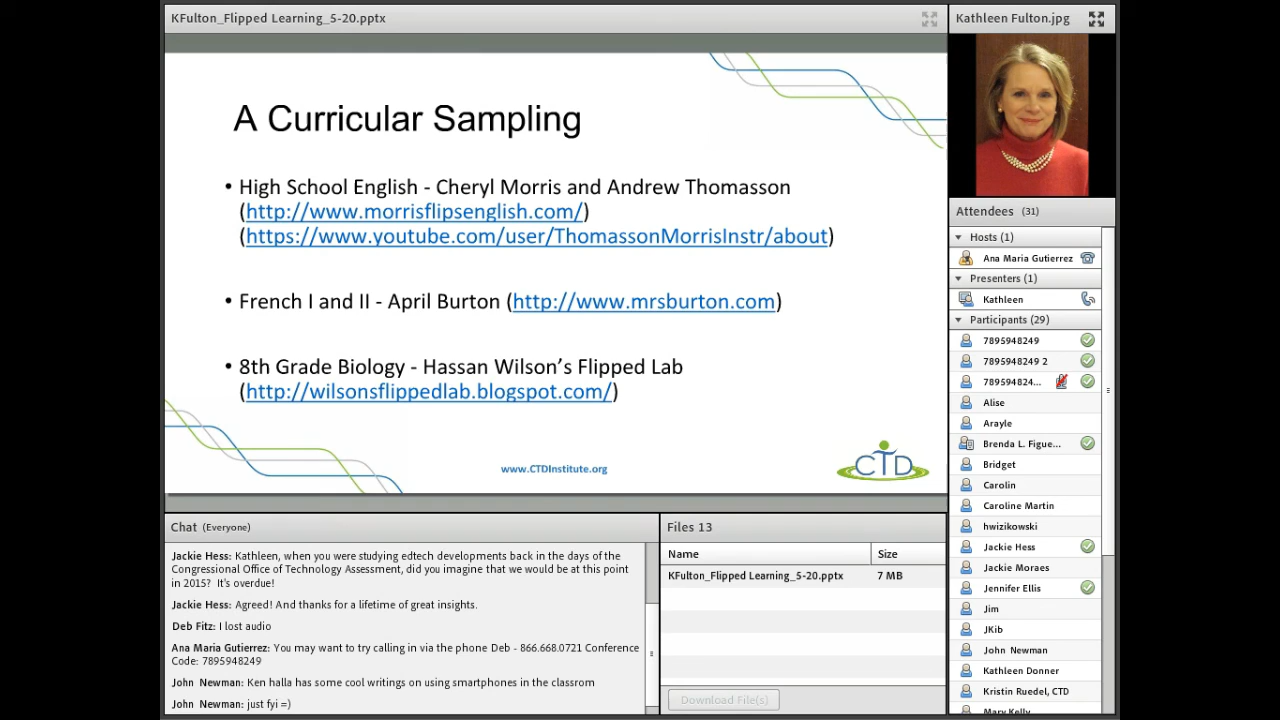 KFulton_Flipped Learning_5-20.pptx
A Curricular Sampling
• High School English - Cheryl Morris and Andrew Thomasson
(http://www.morrisflipsenglish.com/)
(https://www.youtube.com/user/ThomassonMorrisInstr/about)
• French I and II - April Burton (http://www.mrsburton.com)
• 8th Grade Biology - Hassan Wilson’s Flipped Lab
(http://wilsonsflippedlab.blogspot.com/)
www.CTDInstitute.org
CTD
Chat (Everyone)
Jackie Hess: Kathleen, when you were studying edtech developments back in the days of the
Congressional Office of Technology Assessment, did you imagine that we would be at this point
in 2015? It's overdue!
Jackie Hess: Agreed! And thanks for a lifetime of great insights.
Deb Fitz: I lost audio
Ana Maria Gutierrez: You may want to try calling in via the phone Deb - 866.668.0721 Conference
Code: 7895948249
John Newman: Ken halla has some cool writings on using smartphones in the classrom
John Newman: just fyi =)
Files 13
Name Size
KFulton_Flipped Learning_5-20.pptx 7 MB
Download File(s)
Kathleen Fulton.jpg
Attendees (31)
Hosts (1)
Ana Maria Gutierrez
Presenters (1)
Kathleen
Participants (29)
7895948249
7895948249 2
789594824...
Alise
Arayle
Brenda L. Figue...
Bridget
Carolin
Caroline Martin
hwizikowski
Jackie Hess
Jackie Moraes
Jennifer Ellis
Jim
JKib
John Newman
Kathleen Donner
Kristin Ruedel, CTD
Mary Kelly